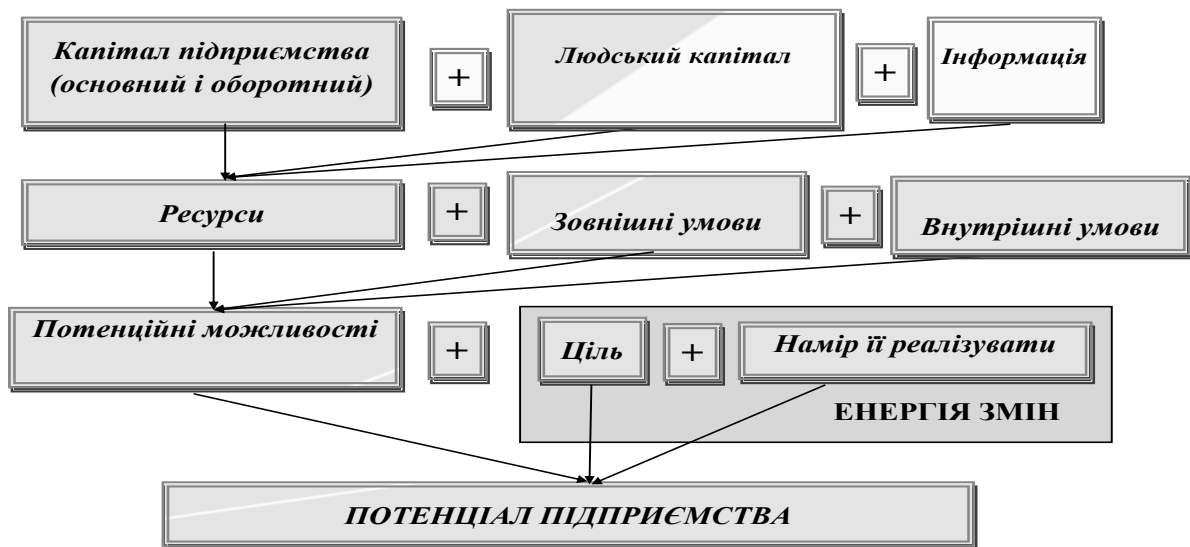 Капітал підприємства
(основний і оборотний)
+
Людський капітал
+
Інформація
Ресурси
+
Зовнішні умови
+
Внутрішні умови
Потенційні можливості
+
Ціль
+
Намір її реалізувати
ЕНЕРГІЯ ЗМІН
ПОТЕНЦІАЛ ПІДПРИЄМСТВА